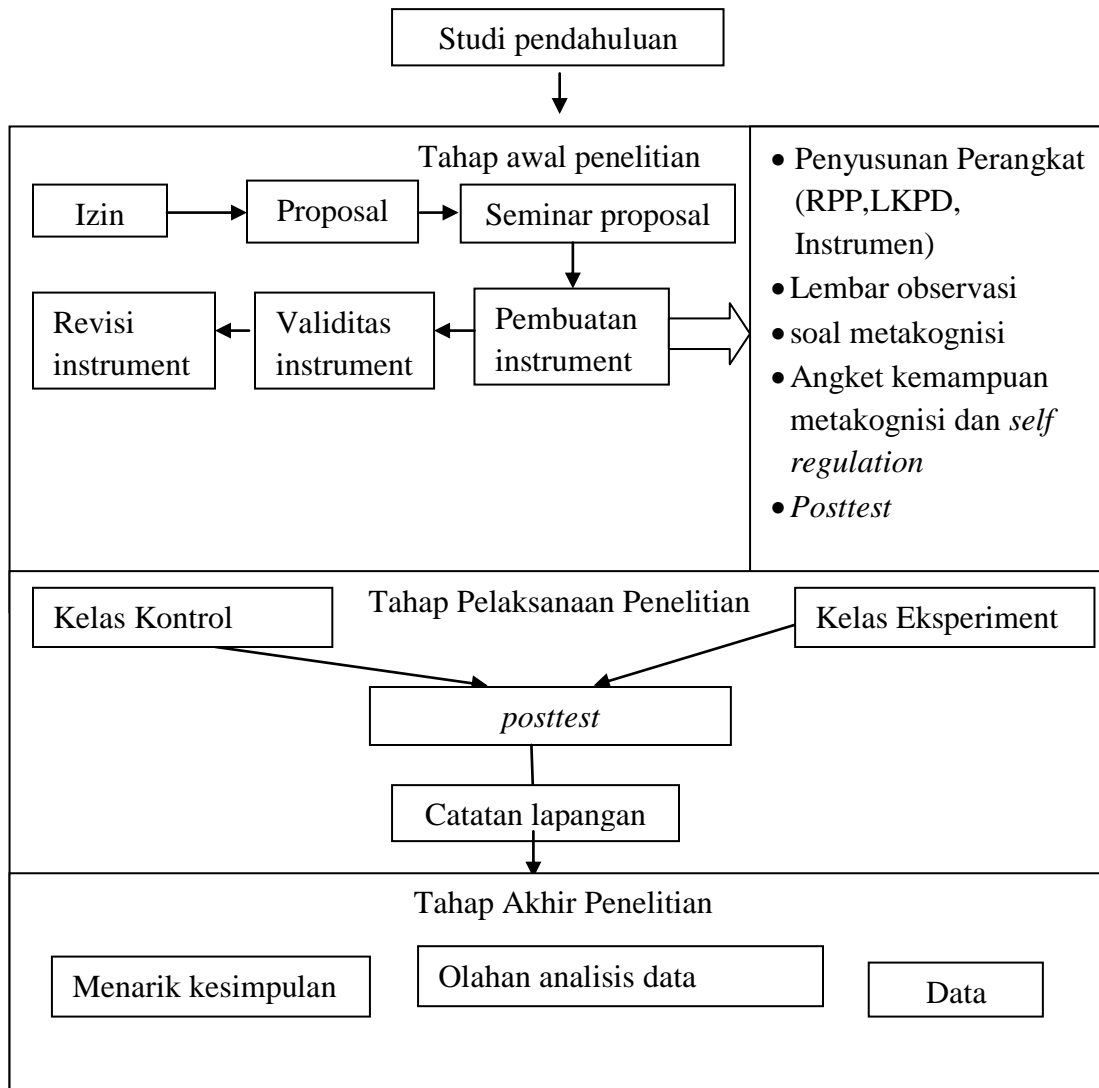 Studi pendahuluan
Tahap awal penelitian
Izin
Proposal
Seminar proposal
Revisi
instrument
Validitas
instrument
Pembuatan
instrument
• Penyusunan Perangkat
(RPP,LKPD,
Instrumen)
• Lembar observasi
• soal metakognisi
• Angket kemampuan
metakognisi dan self
regulation
• Posttest
Tahap Pelaksanaan Penelitian
Kelas Kontrol
Kelas Eksperiment
posttest
Catatan lapangan
Tahap Akhir Penelitian
Menarik kesimpulan
Olahan analisis data
Data